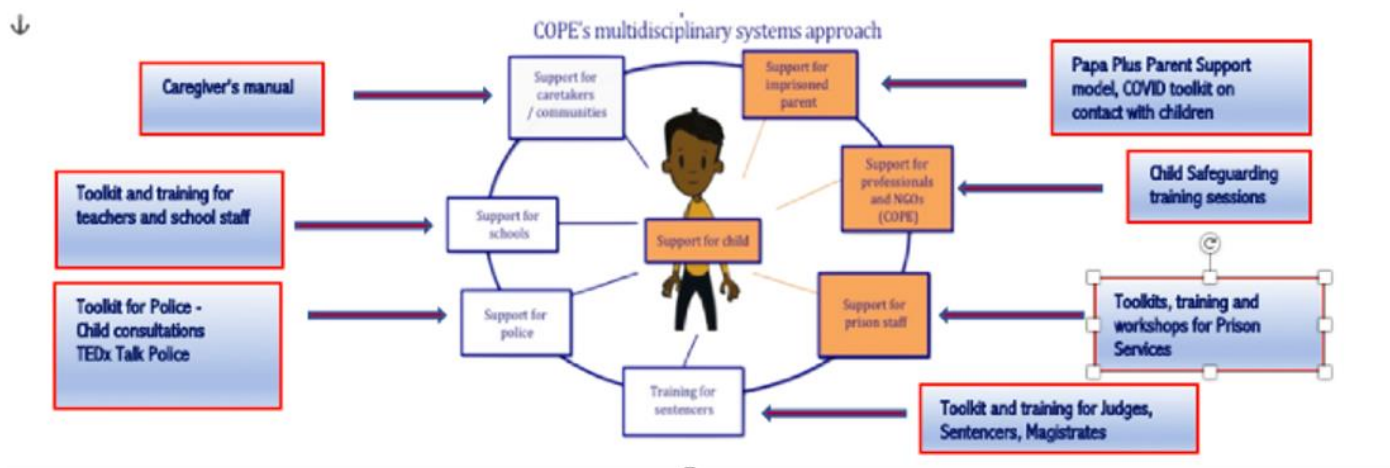 COPE's multidisciplinary systems approach
Caregiver's manual
Support for
caretakers
/ communities
Support for
imprisoned
parent
Papa Plus Parent Support
model, COVID toolkit on
contact with children
Toolkit and training for
teachers and school staff
Support for
schools
Support for child
Support for
professionals
and NGOs
(COPE)
Child Safeguarding
training sessions
Toolkit for Police -
Child consultations
TEDx Talk Police
Support for
police
Support for
prison staff
Toolkits, training and
workshops for Prison
Services
Training for
sentencers
Toolkit and training for Judges,
Sentencers, Magistrates